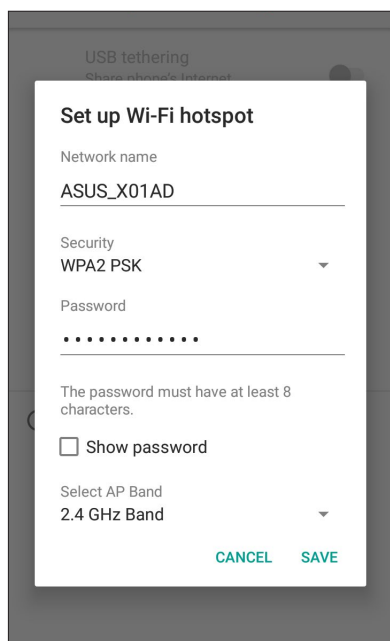 USB tethering
Share phone's Internet
Set up Wi-Fi hotspot
Network name
ASUS_X01AD
Security
WPA2 PSK
Password
••••••••••••
The password must have at least 8
characters.
Show password
Select AP Band
2.4 GHz Band
CANCEL SAVE